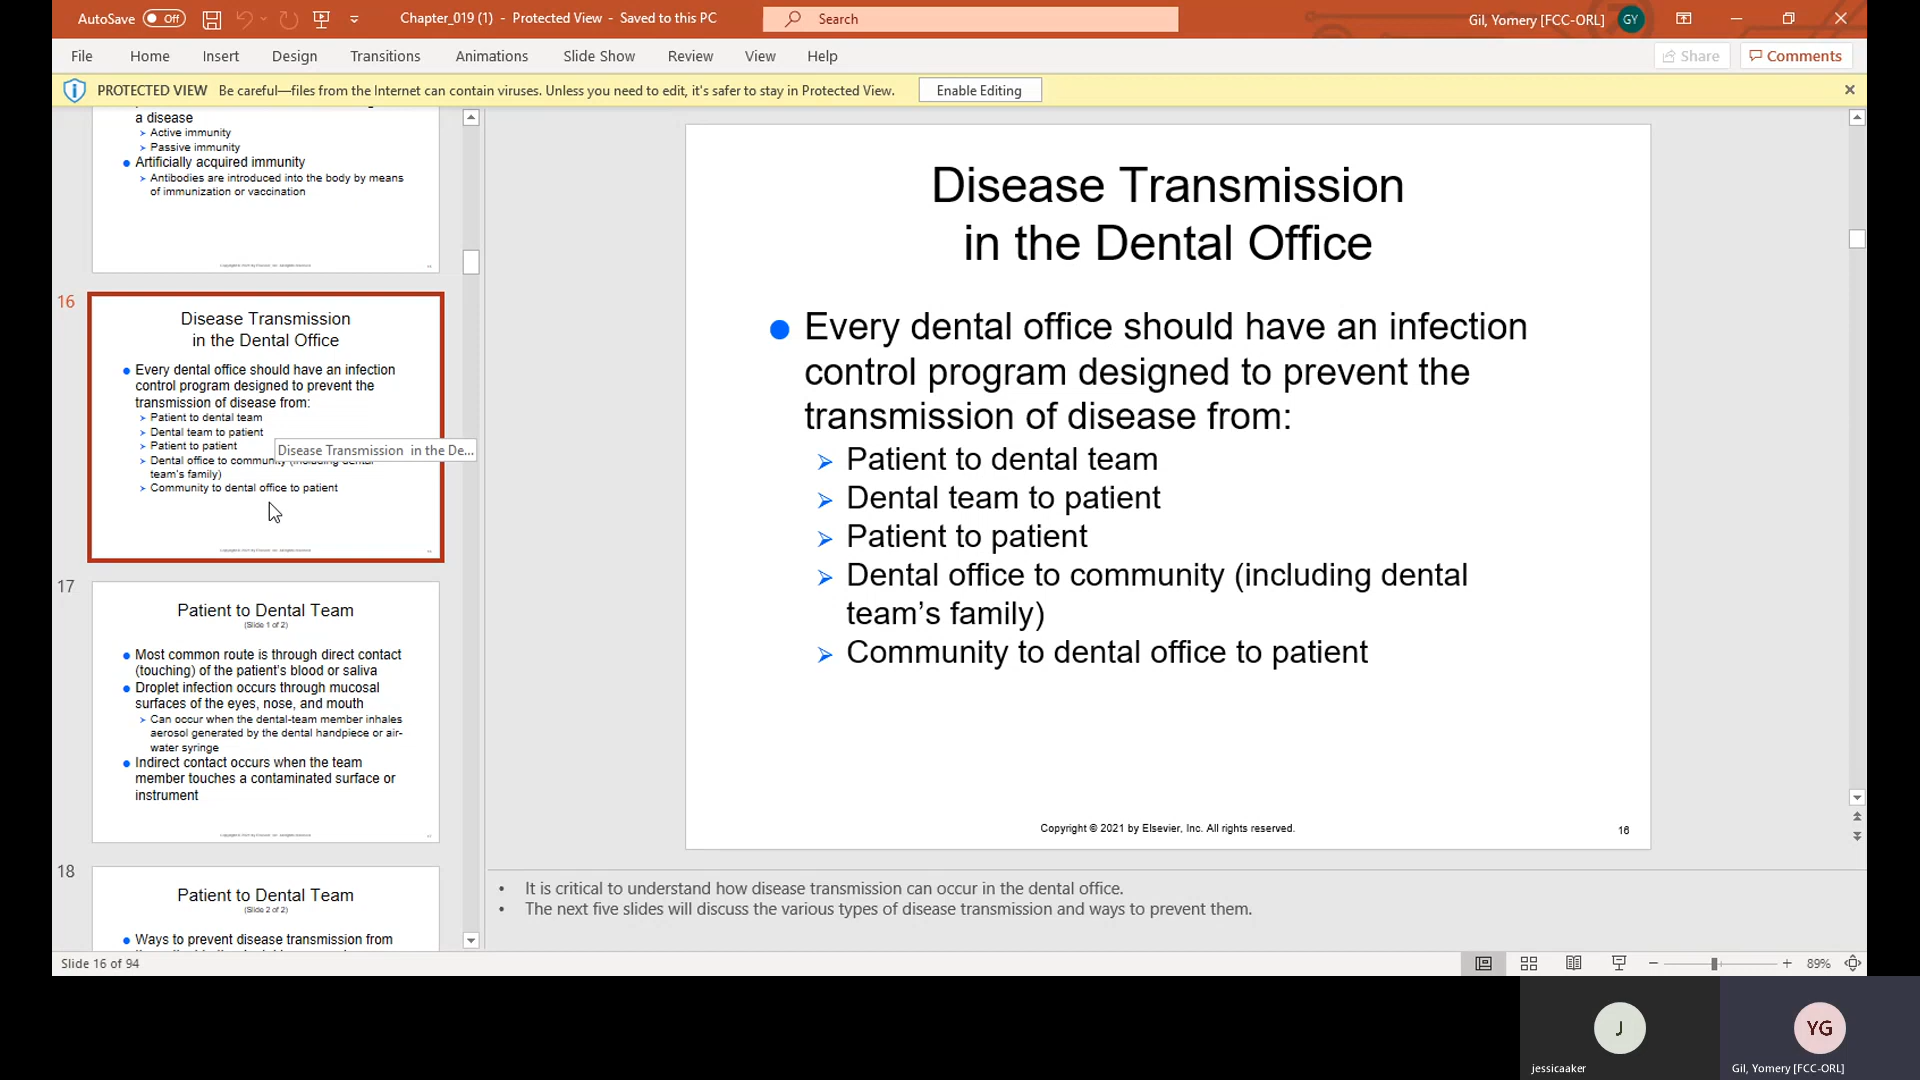 AutoSave Off
Chapter_019 (1) - Protected View - Saved to this PC
Search
Gil, Yomery [FCC-ORL]
GY
File Home Insert Design Transitions Animations Slide Show Review View Help
Share
Comments
PROTECTED VIEW Be careful—files from the Internet can contain viruses. Unless you need to edit, it's safer to stay in Protected View.
Enable Editing
a disease
Active immunity
Passive immunity
Artificially acquired immunity
Antibodies are introduced into the body by means
of immunization or vaccination
16
Disease Transmission
in the Dental Office
Every dental office should have an infection
control program designed to prevent the
transmission of disease from:
Patient to dental team
Dental team to patient
Patient to patient
Disease Transmission in the De...
Dental office to community (including dental
team's family)
Community to dental office to patient
17
Patient to Dental Team
(Slide 1 of 2)
Most common route is through direct contact
(touching) of the patient's blood or saliva
Droplet infection occurs through mucosal
surfaces of the eyes, nose, and mouth
Can occur when the dental-team member inhales
aerosol generated by the dental handpiece or air-
water syringe
Indirect contact occurs when the team
member touches a contaminated surface or
instrument
18
Patient to Dental Team
(Slide 2 of 2)
Ways to prevent disease transmission from
Disease Transmission
in the Dental Office
Every dental office should have an infection
control program designed to prevent the
transmission of disease from:
Patient to dental team
Dental team to patient
Patient to patient
Dental office to community (including dental
team’s family)
Community to dental office to patient
Copyright © 2021 by Elsevier, Inc. All rights reserved.
16
• It is critical to understand how disease transmission can occur in the dental office.
• The next five slides will discuss the various types of disease transmission and ways to prevent them.
Slide 16 of 94
89%
J
jessicaaker
YG
Gil, Yomery [FCC-ORL]